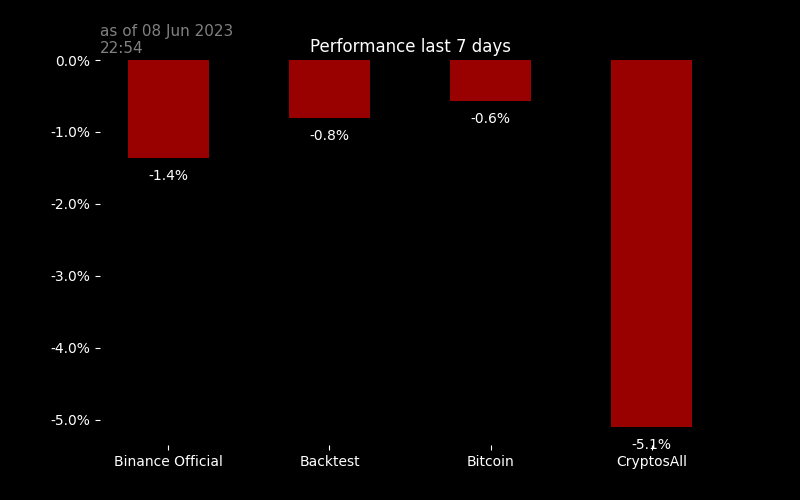 as of 08 Jun 2023
22:54
Performance last 7 days
0.0%
-1.0%
-2.0%
-3.0%
-4.0%
-5.0%
-1.4%
-0.8%
-0.6%
-5.1%
Binance Official
Backtest
Bitcoin
CryptosAll